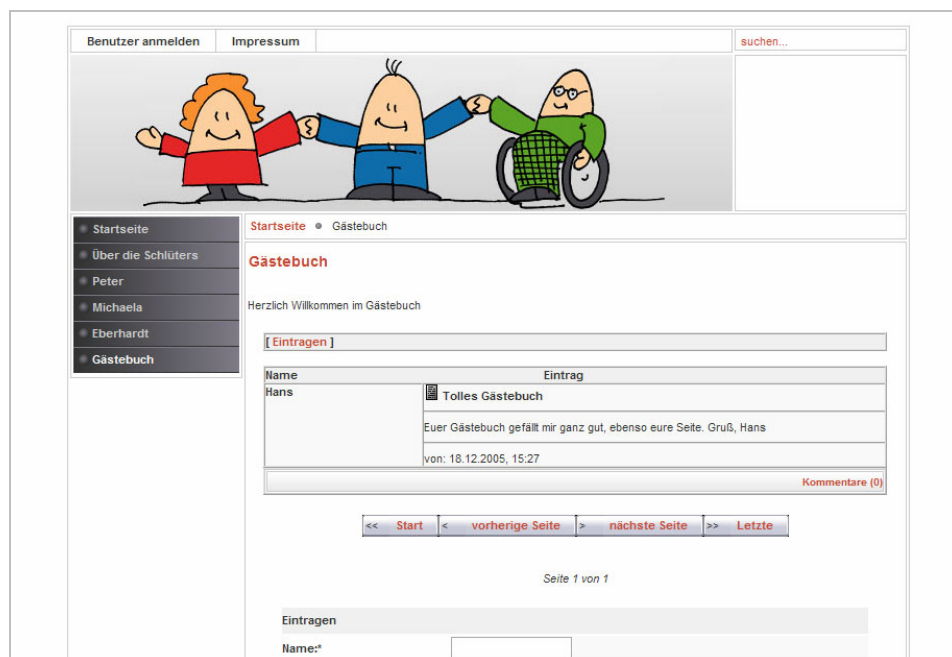 Benutzer anmelden Impressum suchen...
Startseite
Über die Schlüters
Peter
Michaela
Eberhardt
Gästebuch
Startseite Gästebuch
Gästebuch
Herzlich Willkommen im Gästebuch
[ Eintragen ]
Name Eintrag
Hans Tolles Gästebuch
Euer Gästebuch gefällt mir ganz gut, ebenso eure Seite. Gruß, Hans
von: 18.12.2005, 15:27
Kommentare (0)
<< Start < vorherige Seite > nächste Seite >> Letzte
Seite 1 von 1
Eintragen
Name:*